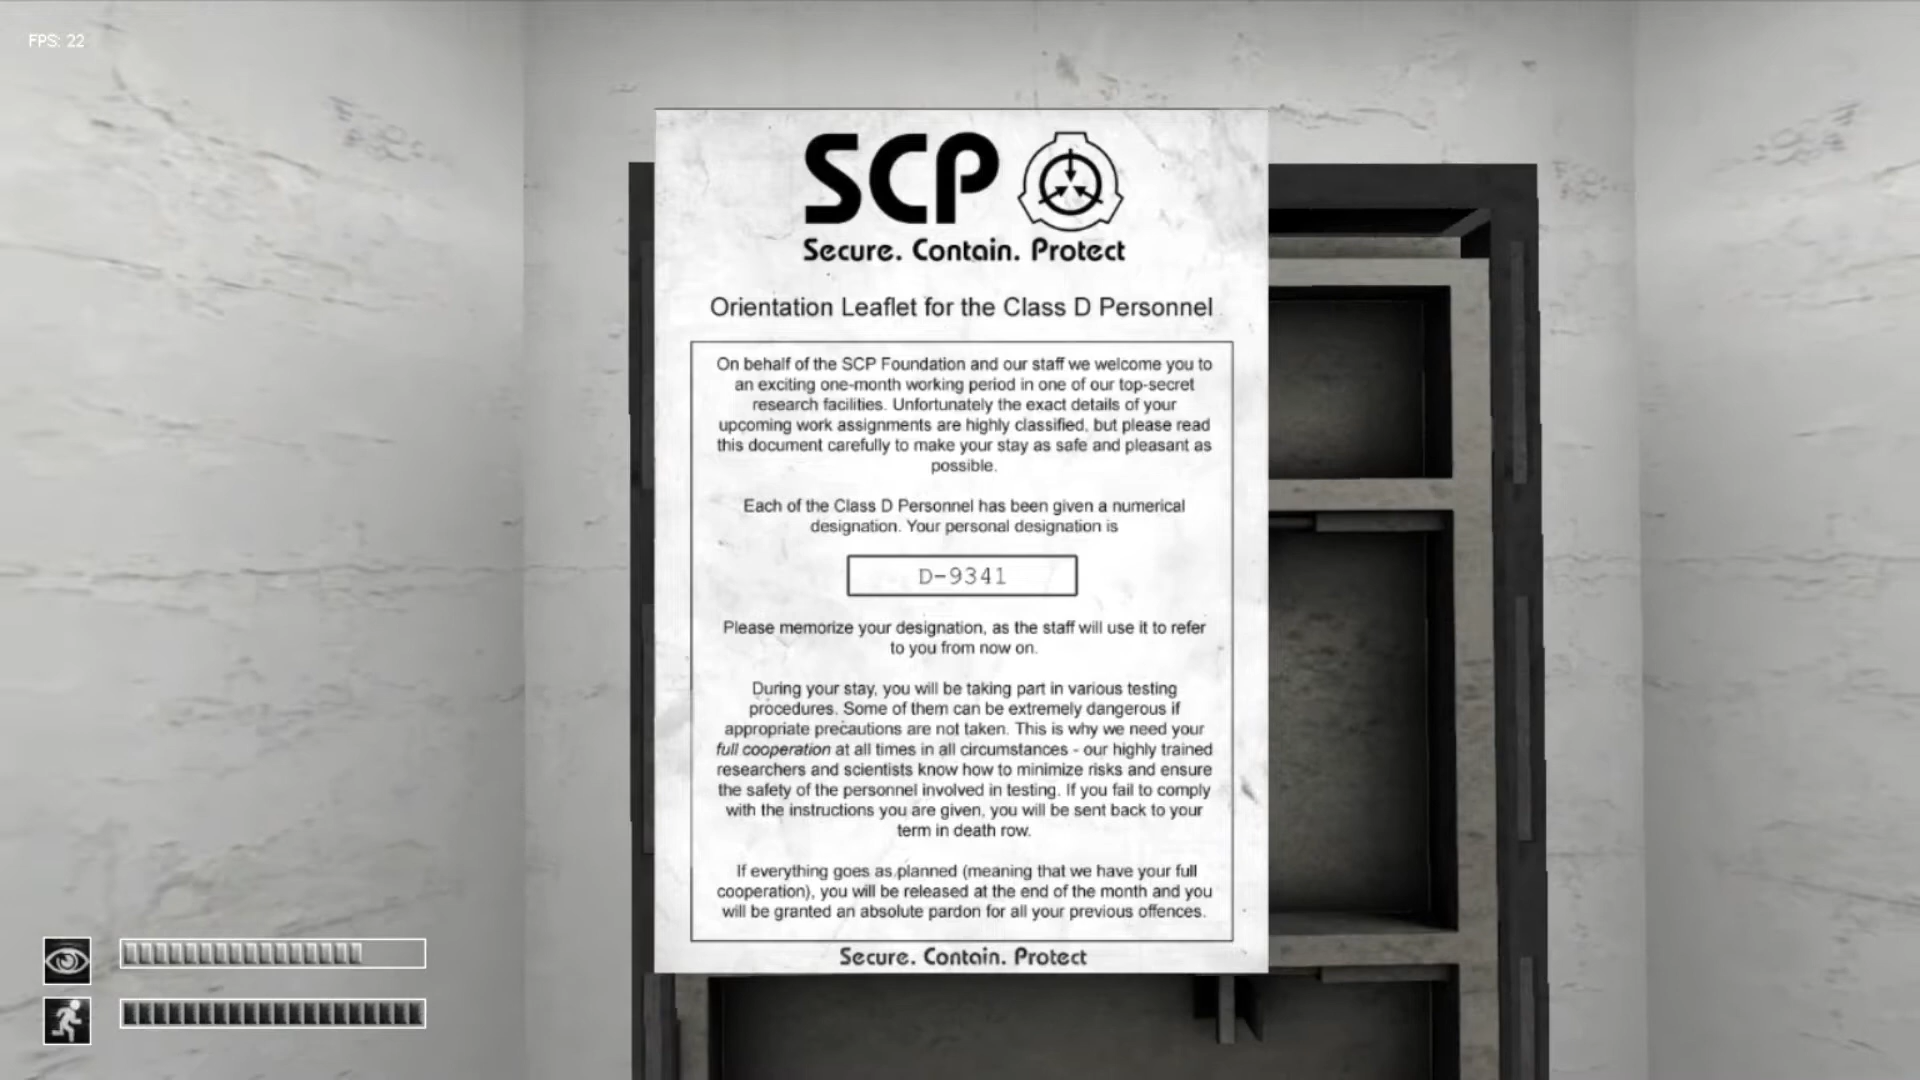 FPS: 22
SCP
Secure. Contain. Protect
Orientation Leaflet for the Class D Personnel
On behalf of the SCP Foundation and our staff we welcome you to
an exciting one-month working period in one of our top-secret
research facilities. Unfortunately the exact details of your
upcoming work assignments are highly classified, but please read
this document carefully to make your stay as safe and pleasant as
possible.
Each of the Class D Personnel has been given a numerical
designation. Your personal designation is
D-9341
Please memorize your designation, as the staff will use it to refer
to you from now on.
During your stay, you will be taking part in various testing
procedures. Some of them can be extremely dangerous if
appropriate precautions are not taken. This is why we need your
full cooperation at all times in all circumstances - our highly trained
researchers and scientists know how to minimize risks and ensure
the safety of the personnel involved in testing. If you fail to comply
with the instructions you are given, you will be sent back to your
term in death row.
If everything goes as planned (meaning that we have your full
cooperation), you will be released at the end of the month and you
will be granted an absolute pardon for all your previous offences.
Secure. Contain. Protect